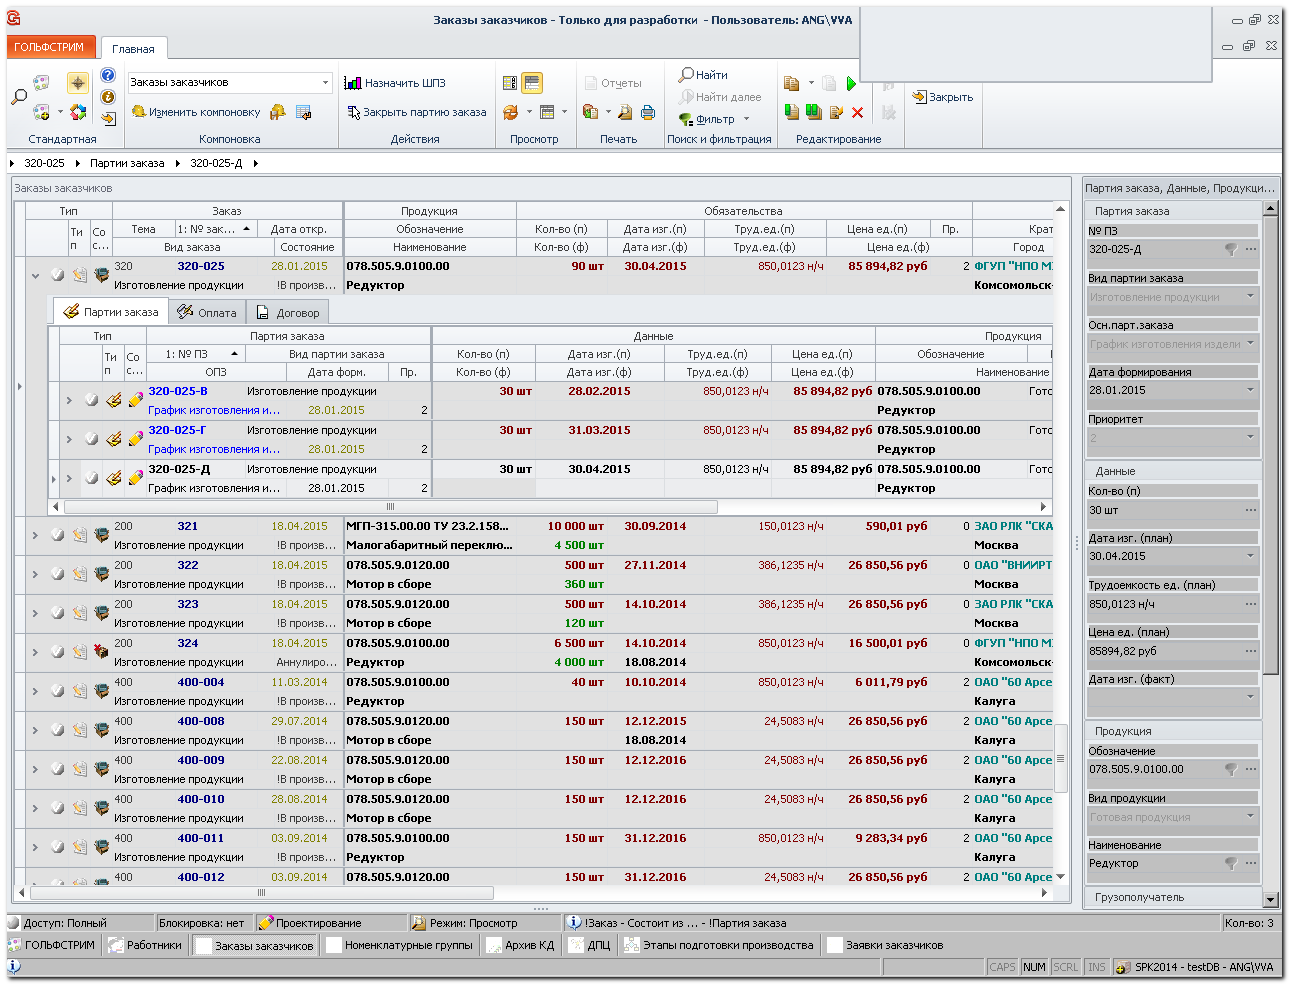 Заказы заказчиков - Только для разработки - Пользователь: ANG\VVA
ГОЛЬФСТРИМ Главная
Заказы заказчиков
Изменить компоновку
Назначить ШПЗ
Закрыть партию заказа
Отчеты
Найти
Найти далее
Фильтр
Закрыть
Стандартная Компоновка Действия Просмотр Печать Поиск и фильтрация Редактирование
320-025 Партии заказа 320-025-Д
Заказы заказчиков
Тип Заказ Продукция Обязательства
Ти п Со с... Тема 1: № зак... Дата откр. Обозначение Кол-во (п) Дата изг.(п) Труд.ед.(п) Цена ед.(п) Пр. Крат
Вид заказа Состояние Наименование Кол-во (ф) Дата изг.(ф) Труд.ед.(ф) Цена ед.(ф) Город
320 320-025 28.01.2015 078.505.9.0100.00 90 шт 30.04.2015 850,0123 н/ч 85 894,82 руб 2 ФГУП "НПО М
Изготовление продукции !В произв... Редуктор Комсомольск-
Партии заказа Оплата Договор
Тип Партия заказа Данные Продукция
Ти п Со с... 1: № ПЗ Вид партии заказа Кол-во (п) Дата изг.(п) Труд.ед.(п) Цена ед.(п) Обозначение
ОПЗ Дата форм. Пр. Кол-во (ф) Дата изг.(ф) Труд.ед.(ф) Цена ед.(ф) Наименование
320-025-В Изготовление продукции 30 шт 28.02.2015 850,0123 н/ч 85 894,82 руб 078.505.9.0100.00 Гото
График изготовления и... 28.01.2015 2 Редуктор
320-025-Г Изготовление продукции 30 шт 31.03.2015 850,0123 н/ч 85 894,82 руб 078.505.9.0100.00 Гото
График изготовления и... 28.01.2015 2 Редуктор
320-025-Д Изготовление продукции 30 шт 30.04.2015 850,0123 н/ч 85 894,82 руб 078.505.9.0100.00 Гото
График изготовления и... 28.01.2015 2 Редуктор
200 321 18.04.2015 МГП-315.00.00 ТУ 23.2.158... 10 000 шт 30.09.2014 150,0123 н/ч 590,01 руб 0 ЗАО РЛК "СКА
Изготовление продукции !В произв... Малогабаритный переклю... 4 500 шт Москва
200 322 18.04.2015 078.505.9.0120.00 500 шт 27.11.2014 386,1235 н/ч 26 850,56 руб 0 ОАО "ВНИИРТ
Изготовление продукции !В произв... Мотор в сборе 360 шт Москва
200 323 18.04.2015 078.505.9.0120.00 500 шт 14.10.2014 386,1235 н/ч 26 850,56 руб 0 ЗАО РЛК "СКА
Изготовление продукции !В произв... Мотор в сборе 120 шт Москва
200 324 18.04.2015 078.505.9.0100.00 6 500 шт 14.10.2014 850,0123 н/ч 16 500,01 руб 0 ФГУП "НПО М
Изготовление продукции Аннулиро... Редуктор 4 000 шт 18.08.2014 Комсомольск-
400 400-004 11.03.2014 078.505.9.0100.00 40 шт 10.10.2014 850,0123 н/ч 6 011,79 руб 2 ОАО "60 Арсе
Изготовление продукции !В произв... Редуктор Калуга
400 400-008 29.07.2014 078.505.9.0120.00 150 шт 12.12.2015 24,5083 н/ч 26 850,56 руб 2 ОАО "60 Арсе
Изготовление продукции !В произв... Мотор в сборе 18.08.2014 Калуга
400 400-009 22.08.2014 078.505.9.0120.00 150 шт 12.12.2016 24,5083 н/ч 26 850,56 руб 2 ОАО "60 Арсе
Изготовление продукции !В произв... Мотор в сборе Калуга
400 400-010 28.08.2014 078.505.9.0120.00 150 шт 12.12.2016 24,5083 н/ч 26 850,56 руб 2 ОАО "60 Арсе
Изготовление продукции !В произв... Мотор в сборе Калуга
400 400-011 03.09.2014 078.505.9.0100.00 150 шт 31.12.2016 850,0123 н/ч 9 283,34 руб 2 ОАО "60 Арсе
Изготовление продукции !В произв... Редуктор Калуга
400 400-012 03.09.2014 078.505.9.0120.00 150 шт 31.12.2016 24,5083 н/ч 26 850,56 руб 2 ОАО "60 Арсе
Партия заказа, Данные, Продукци...
Партия заказа
№ ПЗ
320-025-Д
Вид партии заказа
Изготовление продукции
Осн.парт.заказа
График изготовления издели
Дата формирования
28.01.2015
Приоритет
2
Данные
Кол-во (п)
30 шт
Дата изг. (план)
30.04.2015
Трудоемкость ед. (план)
850,0123 н/ч
Цена ед. (план)
85894,82 руб
Дата изг. (факт)
Продукция
Обозначение
078.505.9.0100.00
Вид продукции
Готовая продукция
Наименование
Редуктор
Грузополучатель
Доступ: Полный Блокировка: нет Проектирование Режим: Просмотр !Заказ - Состоит из ... - !Партия заказа Кол-во: 3
ГОЛЬФСТРИМ Работники Заказы заказчиков Номенклатурные группы Архив КД ДПЦ Этапы подготовки производства Заявки заказчиков
CAPS NUM SCRL INS SPK2014 - testDB - ANG\VVA